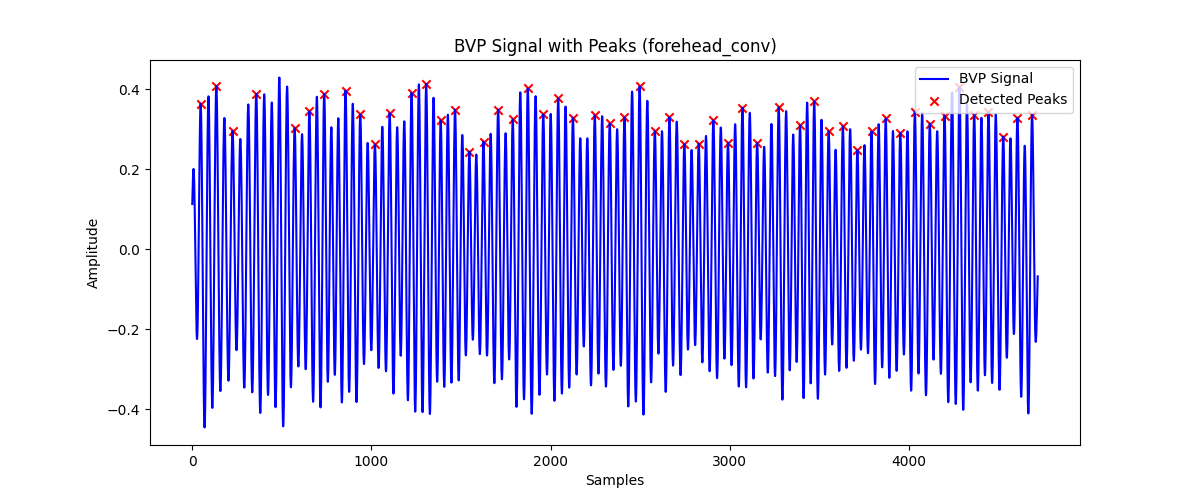 BVP Signal with Peaks (forehead_conv)
BVP Signal
Detected Peaks
0.4
0.2
0.0
−0.2
−0.4
Amplitude
0
1000
2000
3000
4000
Samples